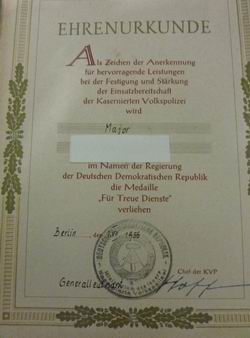 EHRENURKUNDE
Als Zeichen der Anerkennung
für hervorragende Leistungen
bei der Festigung und Stärkung
der Einsatzbereitschaft
der Kasernierten Volkspolizei
wird
Major
im Namen der Regierung
der Deutschen Demokratischen Republik
die Medaille
„Für Treue Dienste"
verliehen
Berlin, den
Chef der KVP
Generalleutnant